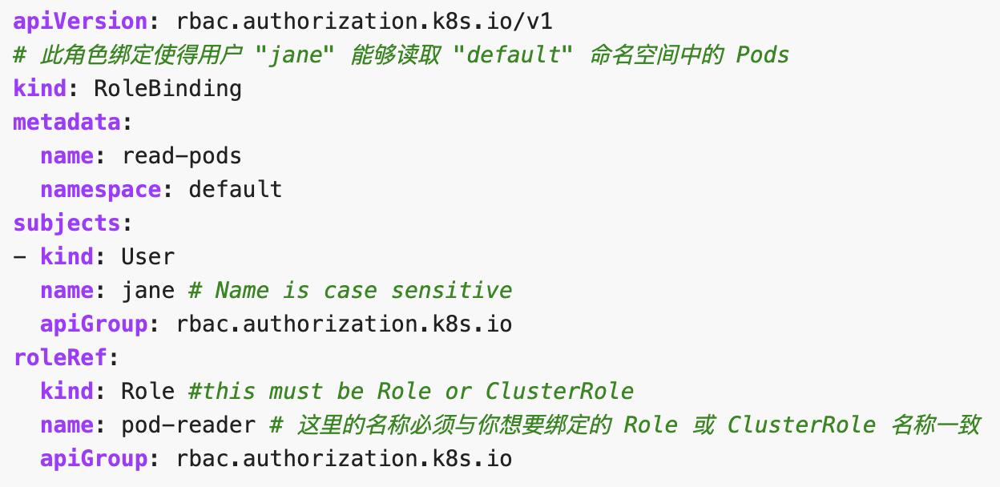 apiVersion: rbac.authorization.k8s.io/v1
# 此角色绑定使得用户 "jane" 能够读取 "default" 命名空间中的 Pods
kind: RoleBinding
metadata:
  name: read-pods
  namespace: default
subjects:
- kind: User
  name: jane # Name is case sensitive
  apiGroup: rbac.authorization.k8s.io
roleRef:
  kind: Role #this must be Role or ClusterRole
  name: pod-reader # 这里的名称必须与你想要绑定的 Role 或 ClusterRole 名称一致
  apiGroup: rbac.authorization.k8s.io